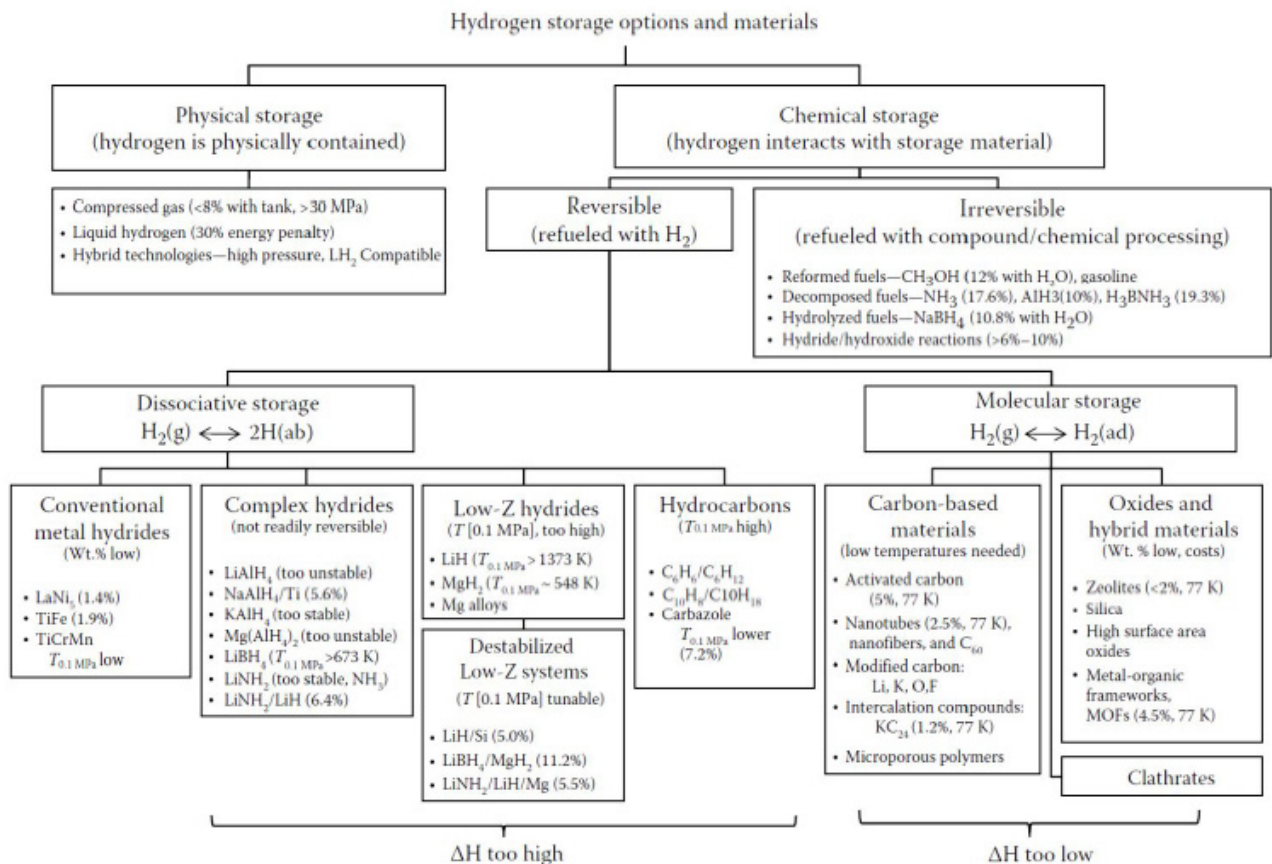 Hydrogen storage options and materials
Physical storage
(hydrogen is physically contained)
Chemical storage
(hydrogen interacts with storage material)
• Compressed gas (<8% with tank, >30 MPa)
• Liquid hydrogen (30% energy penalty)
• Hybrid technologies—high pressure, LH₂ Compatible
Reversible
(refueled with H₂)
Irreversible
(refueled with compound/chemical processing)
• Reformed fuels—CH₃OH (12% with H₂O), gasoline
• Decomposed fuels—NH₃ (17.6%), AlH3(10%), H₃BNH₃ (19.3%)
• Hydrolyzed fuels—NaBH₄ (10.8% with H₂O)
• Hydride/hydroxide reactions (>6%–10%)
Dissociative storage
H₂(g) ⟷ 2H(ab)
Molecular storage
H₂(g) ⟷ H₂(ad)
Conventional
metal hydrides
(Wt.% low)
• LaNi₅ (1.4%)
• TiFe (1.9%)
• TiCrMn
T₀.₁ MPa low
Complex hydrides
(not readily reversible)
• LiAlH₄ (too unstable)
• NaAlH₄/Ti (5.6%)
• KAlH₄ (too stable)
• Mg(AlH₄)₂ (too unstable)
• LiBH₄ (T₀.₁ MPa >673 K)
• LiNH₂ (too stable, NH₃)
• LiNH₂/LiH (6.4%)
Low-Z hydrides
(T [0.1 MPa], too high)
• LiH (T₀.₁ MPa > 1373 K)
• MgH₂ (T₀.₁ MPa ~ 548 K)
• Mg alloys
Destabilized
Low-Z systems
(T [0.1 MPa] tunable)
• LiH/Si (5.0%)
• LiBH₄/MgH₂ (11.2%)
• LiNH₂/LiH/Mg (5.5%)
Hydrocarbons
(T₀.₁ MPa high)
• C₆H₆/C₆H₁₂
• C₁₀H₈/C10H₁₈
• Carbazole
T₀.₁ MPa lower
(7.2%)
Carbon-based
materials
(low temperatures needed)
• Activated carbon
(5%, 77 K)
• Nanotubes (2.5%, 77 K),
nanofibers, and C₆₀
• Modified carbon:
Li, K, O,F
• Intercalation compounds:
KC₂₄ (1.2%, 77 K)
• Microporous polymers
Oxides and
hybrid materials
(Wt. % low, costs)
• Zeolites (<2%, 77 K)
• Silica
• High surface area
oxides
• Metal-organic
frameworks,
MOFs (4.5%, 77 K)
Clathrates
ΔH too high
ΔH too low